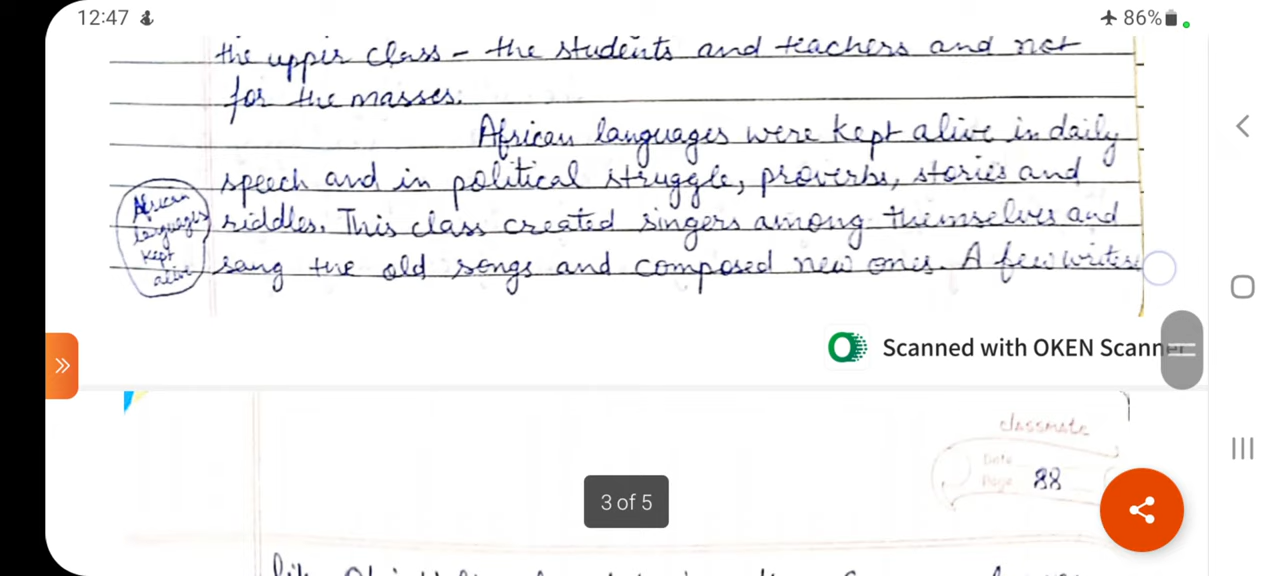 12:47
86%
the upper class - the students and teachers and not
for the masses.
African languages were kept alive in daily
speech and in political struggle, proverbs, stories and
riddles. This class created singers among themselves and
sang the old songs and composed new ones. A few writers
African
languages
kept
alive
Scanned with OKEN Scanner
classmate
Date
Page 88
3 of 5
like